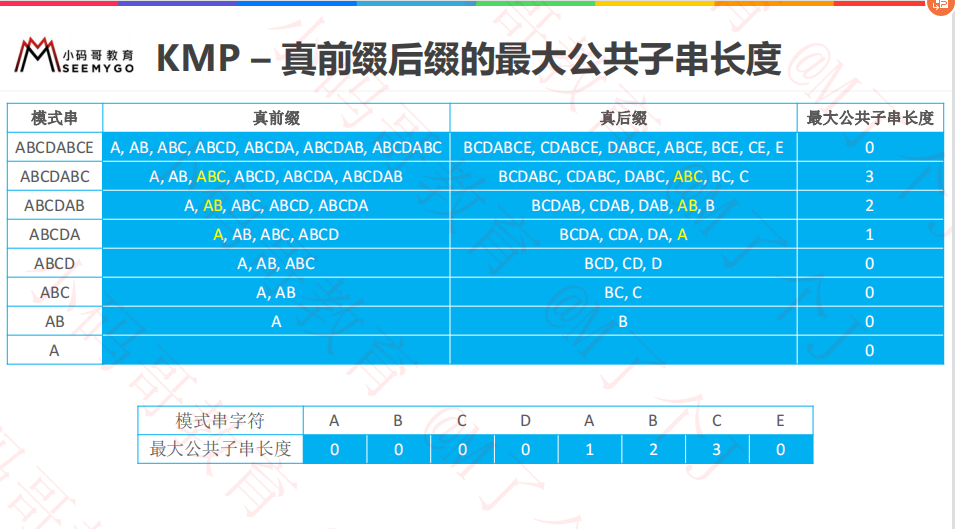 小码哥教育
SEEMYGO
KMP – 真前缀后缀的最大公共子串长度
模式串 真前缀 真后缀 最大公共子串长度
ABCDABCE A, AB, ABC, ABCD, ABCDA, ABCDAB, ABCDABC BCDABCE, CDABCE, DABCE, ABCE, BCE, CE, E 0
ABCDABC A, AB, ABC, ABCD, ABCDA, ABCDAB BCDABC, CDABC, DABC, ABC, BC, C 3
ABCDAB A, AB, ABC, ABCD, ABCDA BCDAB, CDAB, DAB, AB, B 2
ABCDA A, AB, ABC, ABCD BCDA, CDA, DA, A 1
ABCD A, AB, ABC BCD, CD, D 0
ABC A, AB BC, C 0
AB A B 0
A 0
模式串字符 A B C D A B C E
最大公共子串长度 0 0 0 0 1 2 3 0